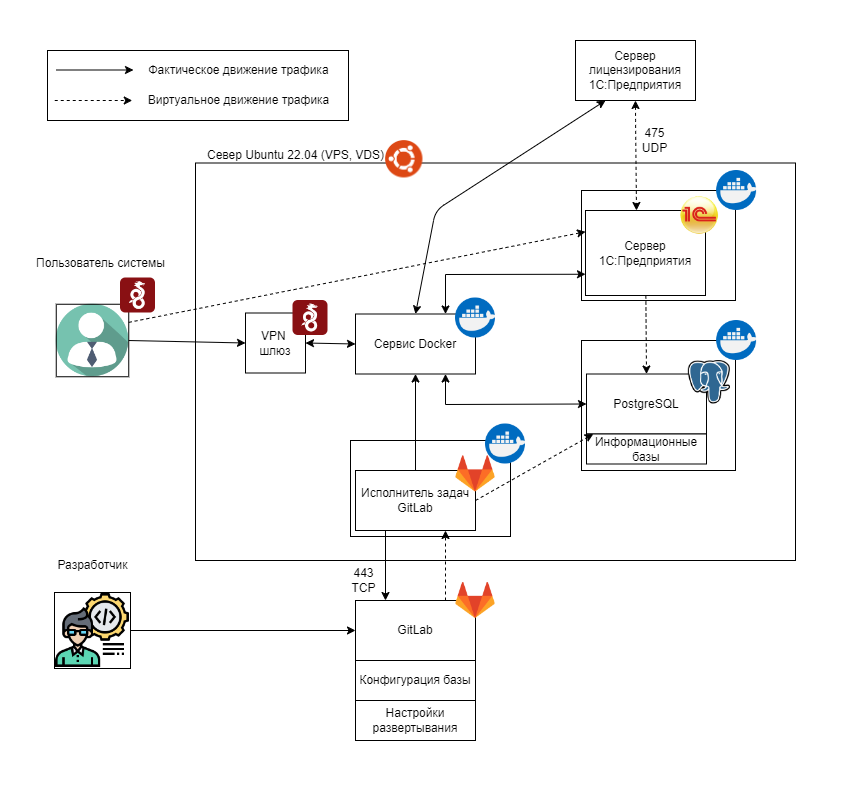 Фактическое движение трафика
Виртуальное движение трафика
Сервер
лицензирования
1С:Предприятия
475
UDP
Север Ubuntu 22.04 (VPS, VDS)
1С
Сервер
1С:Предприятия
Пользователь системы
VPN
шлюз
Сервис Docker
PostgreSQL
Информационные
базы
Исполнитель задач
GitLab
443
TCP
Разработчик
GitLab
Конфигурация базы
Настройки
развертывания